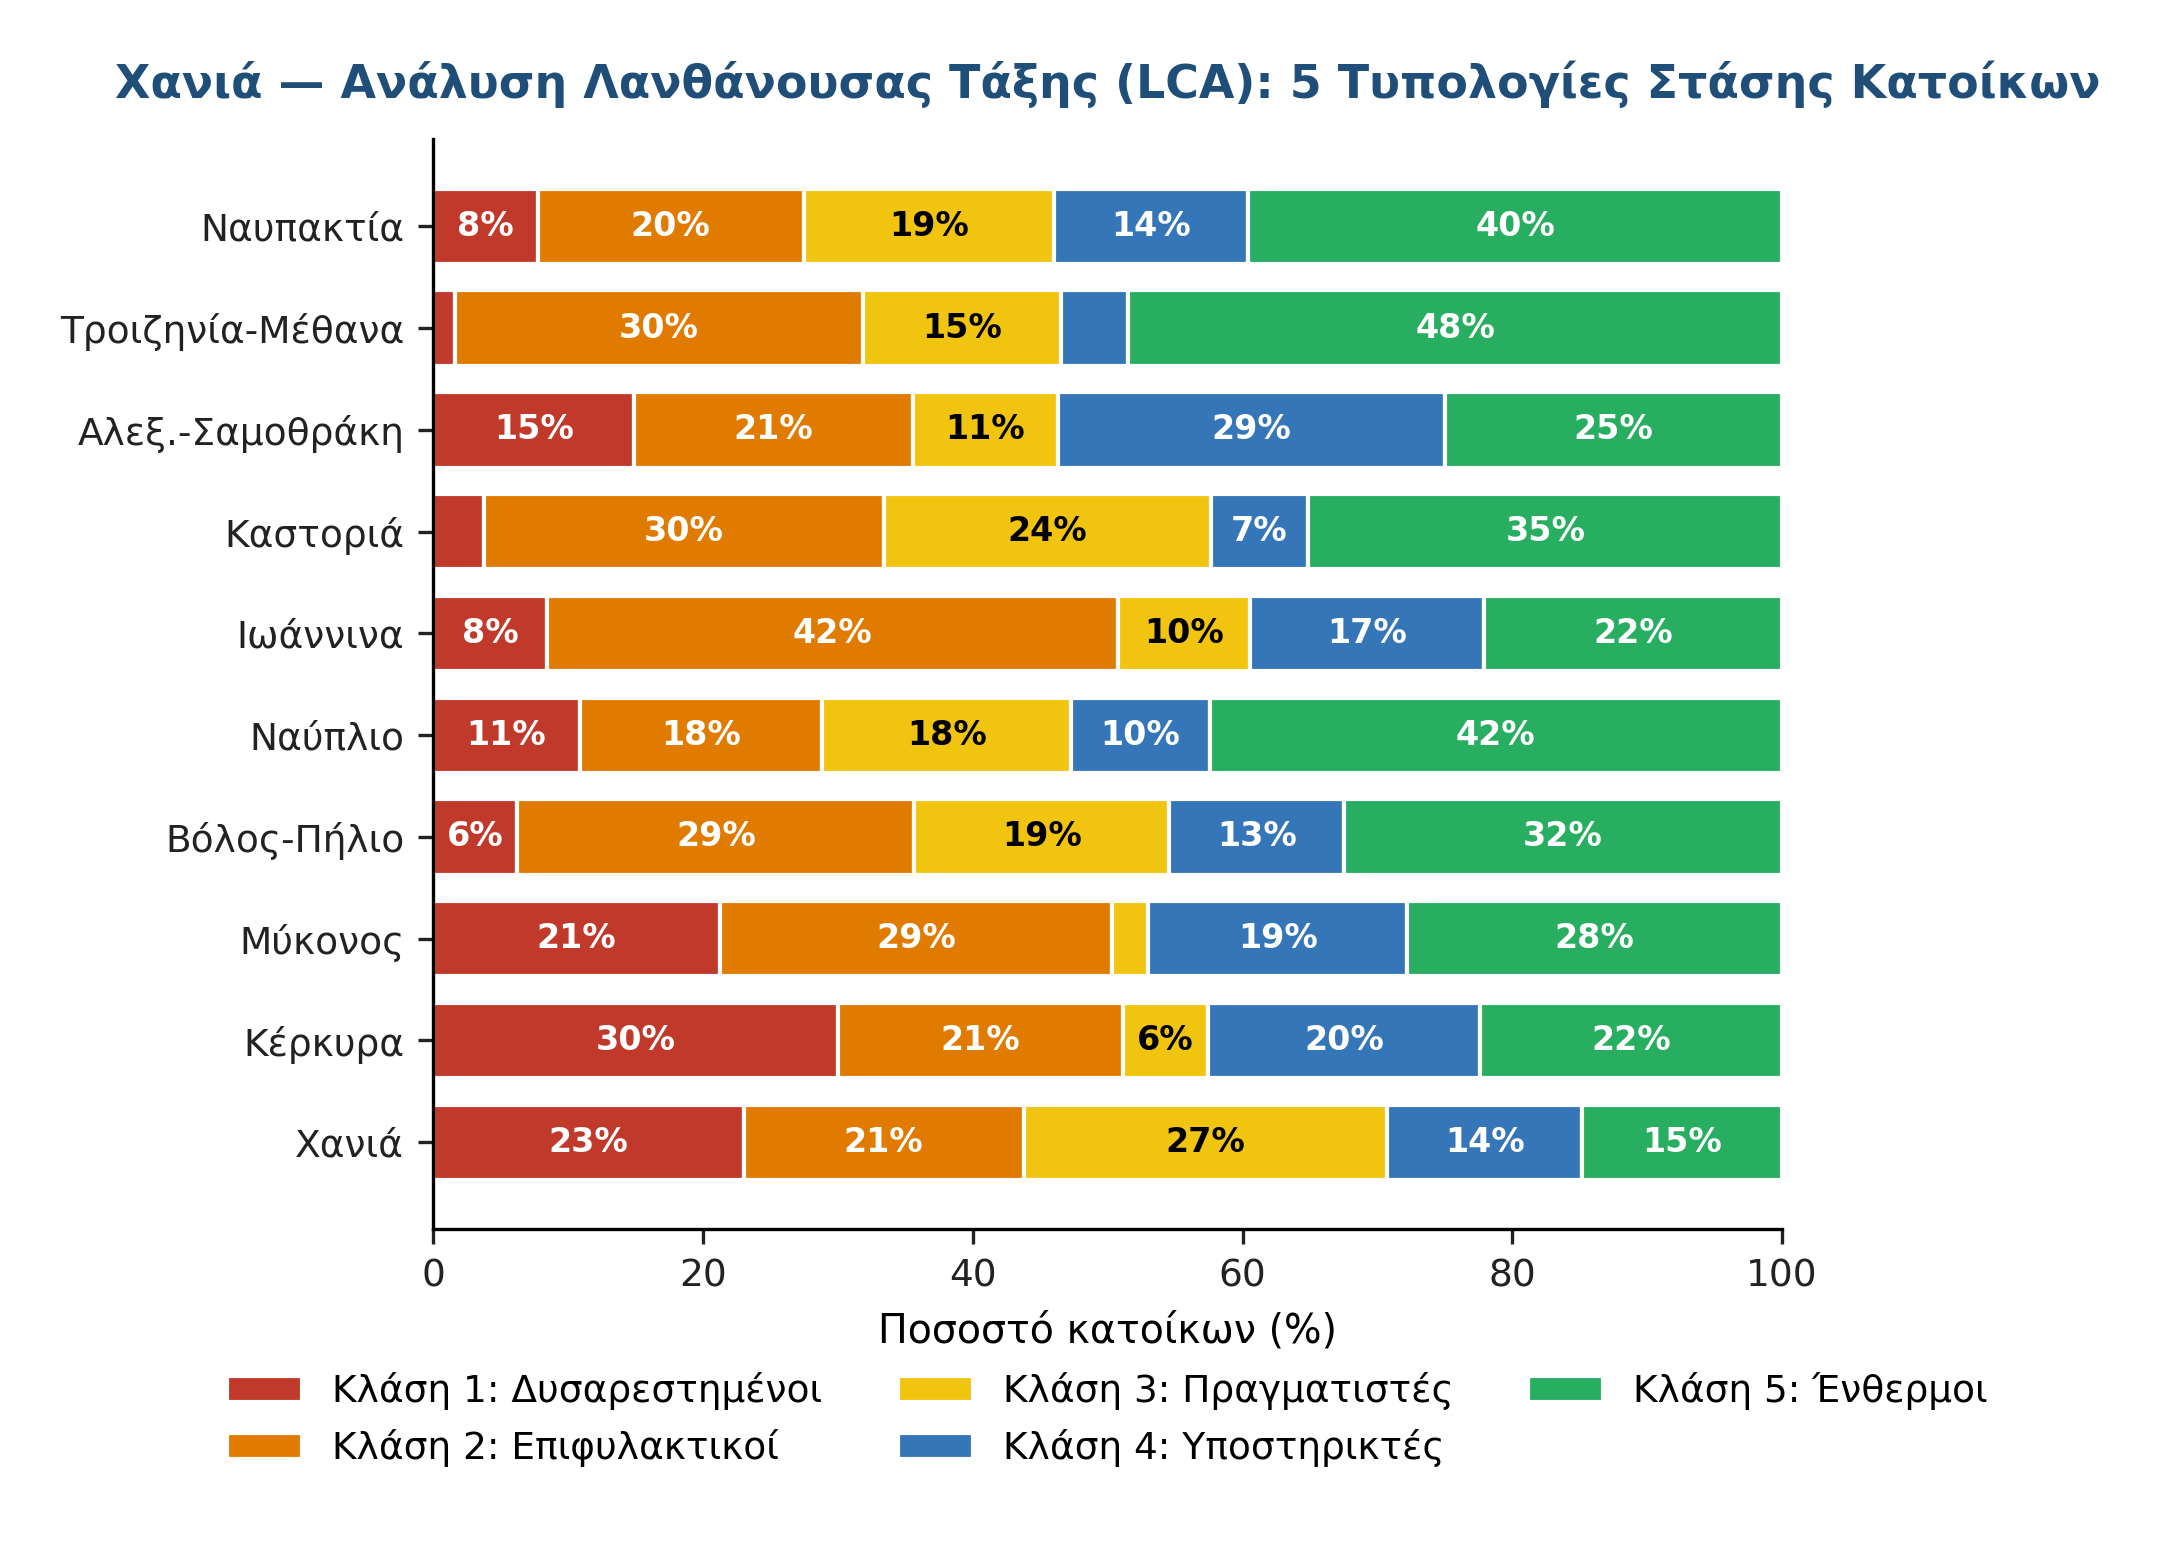 Χανιά — Ανάλυση Λανθάνουσας Τάξης (LCA): 5 Τυπολογίες Στάσης Κατοίκων
Ναυπακτία 8% 20% 19% 14% 40%
Τροιζηνία-Μέθανα 30% 15% 48%
Αλεξ.-Σαμοθράκη 15% 21% 11% 29% 25%
Καστοριά 30% 24% 7% 35%
Ιωάννινα 8% 42% 10% 17% 22%
Ναύπλιο 11% 18% 18% 10% 42%
Βόλος-Πήλιο 6% 29% 19% 13% 32%
Μύκονος 21% 29% 19% 28%
Κέρκυρα 30% 21% 6% 20% 22%
Χανιά 23% 21% 27% 14% 15%
0 20 40 60 80 100
Ποσοστό κατοίκων (%)
Κλάση 1: Δυσαρεστημένοι Κλάση 3: Πραγματιστές Κλάση 5: Ένθερμοι
Κλάση 2: Επιφυλακτικοί Κλάση 4: Υποστηρικτές